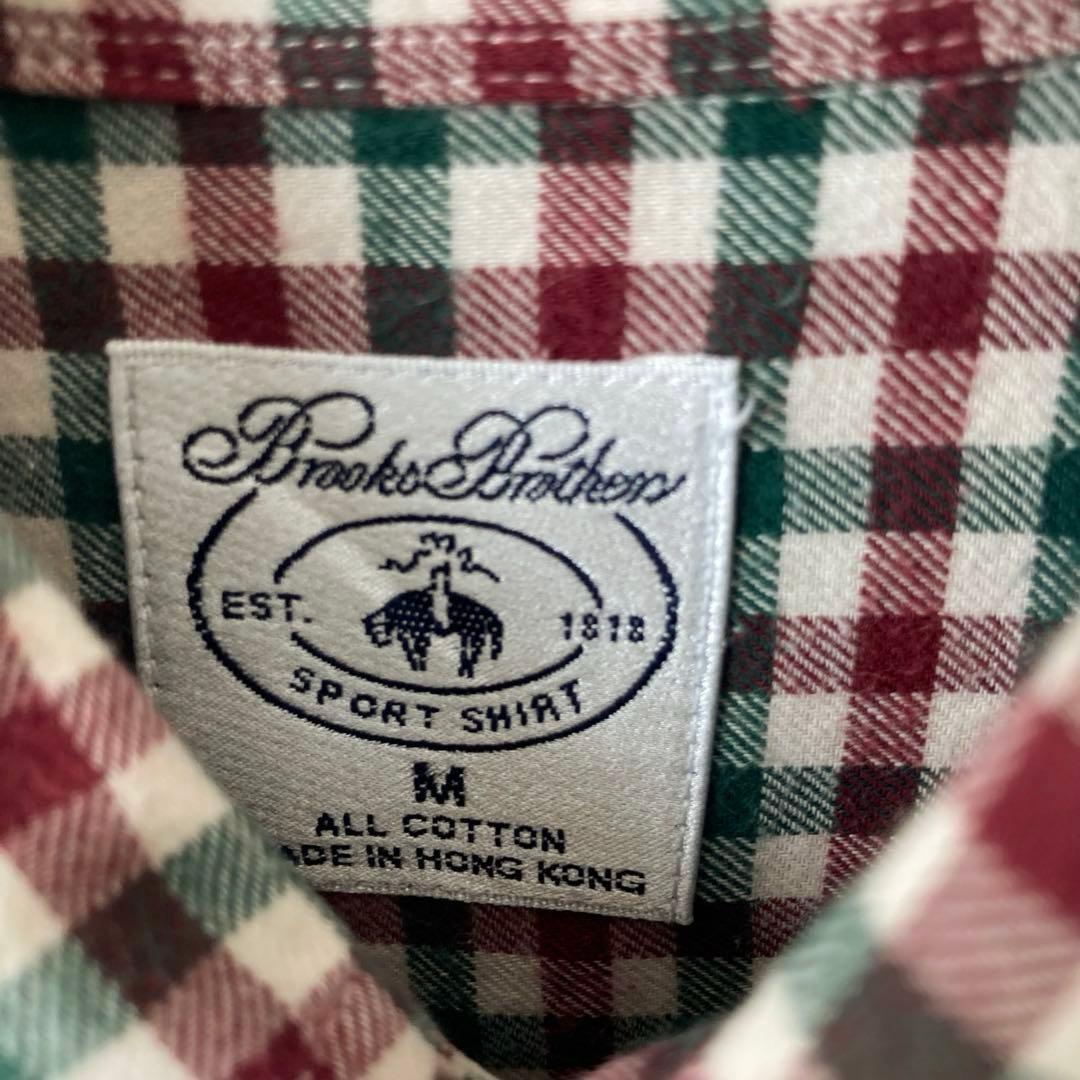 Brooks Brothers
EST. 1818
SPORT SHIRT
M
ALL COTTON
ADE IN HONG KONG